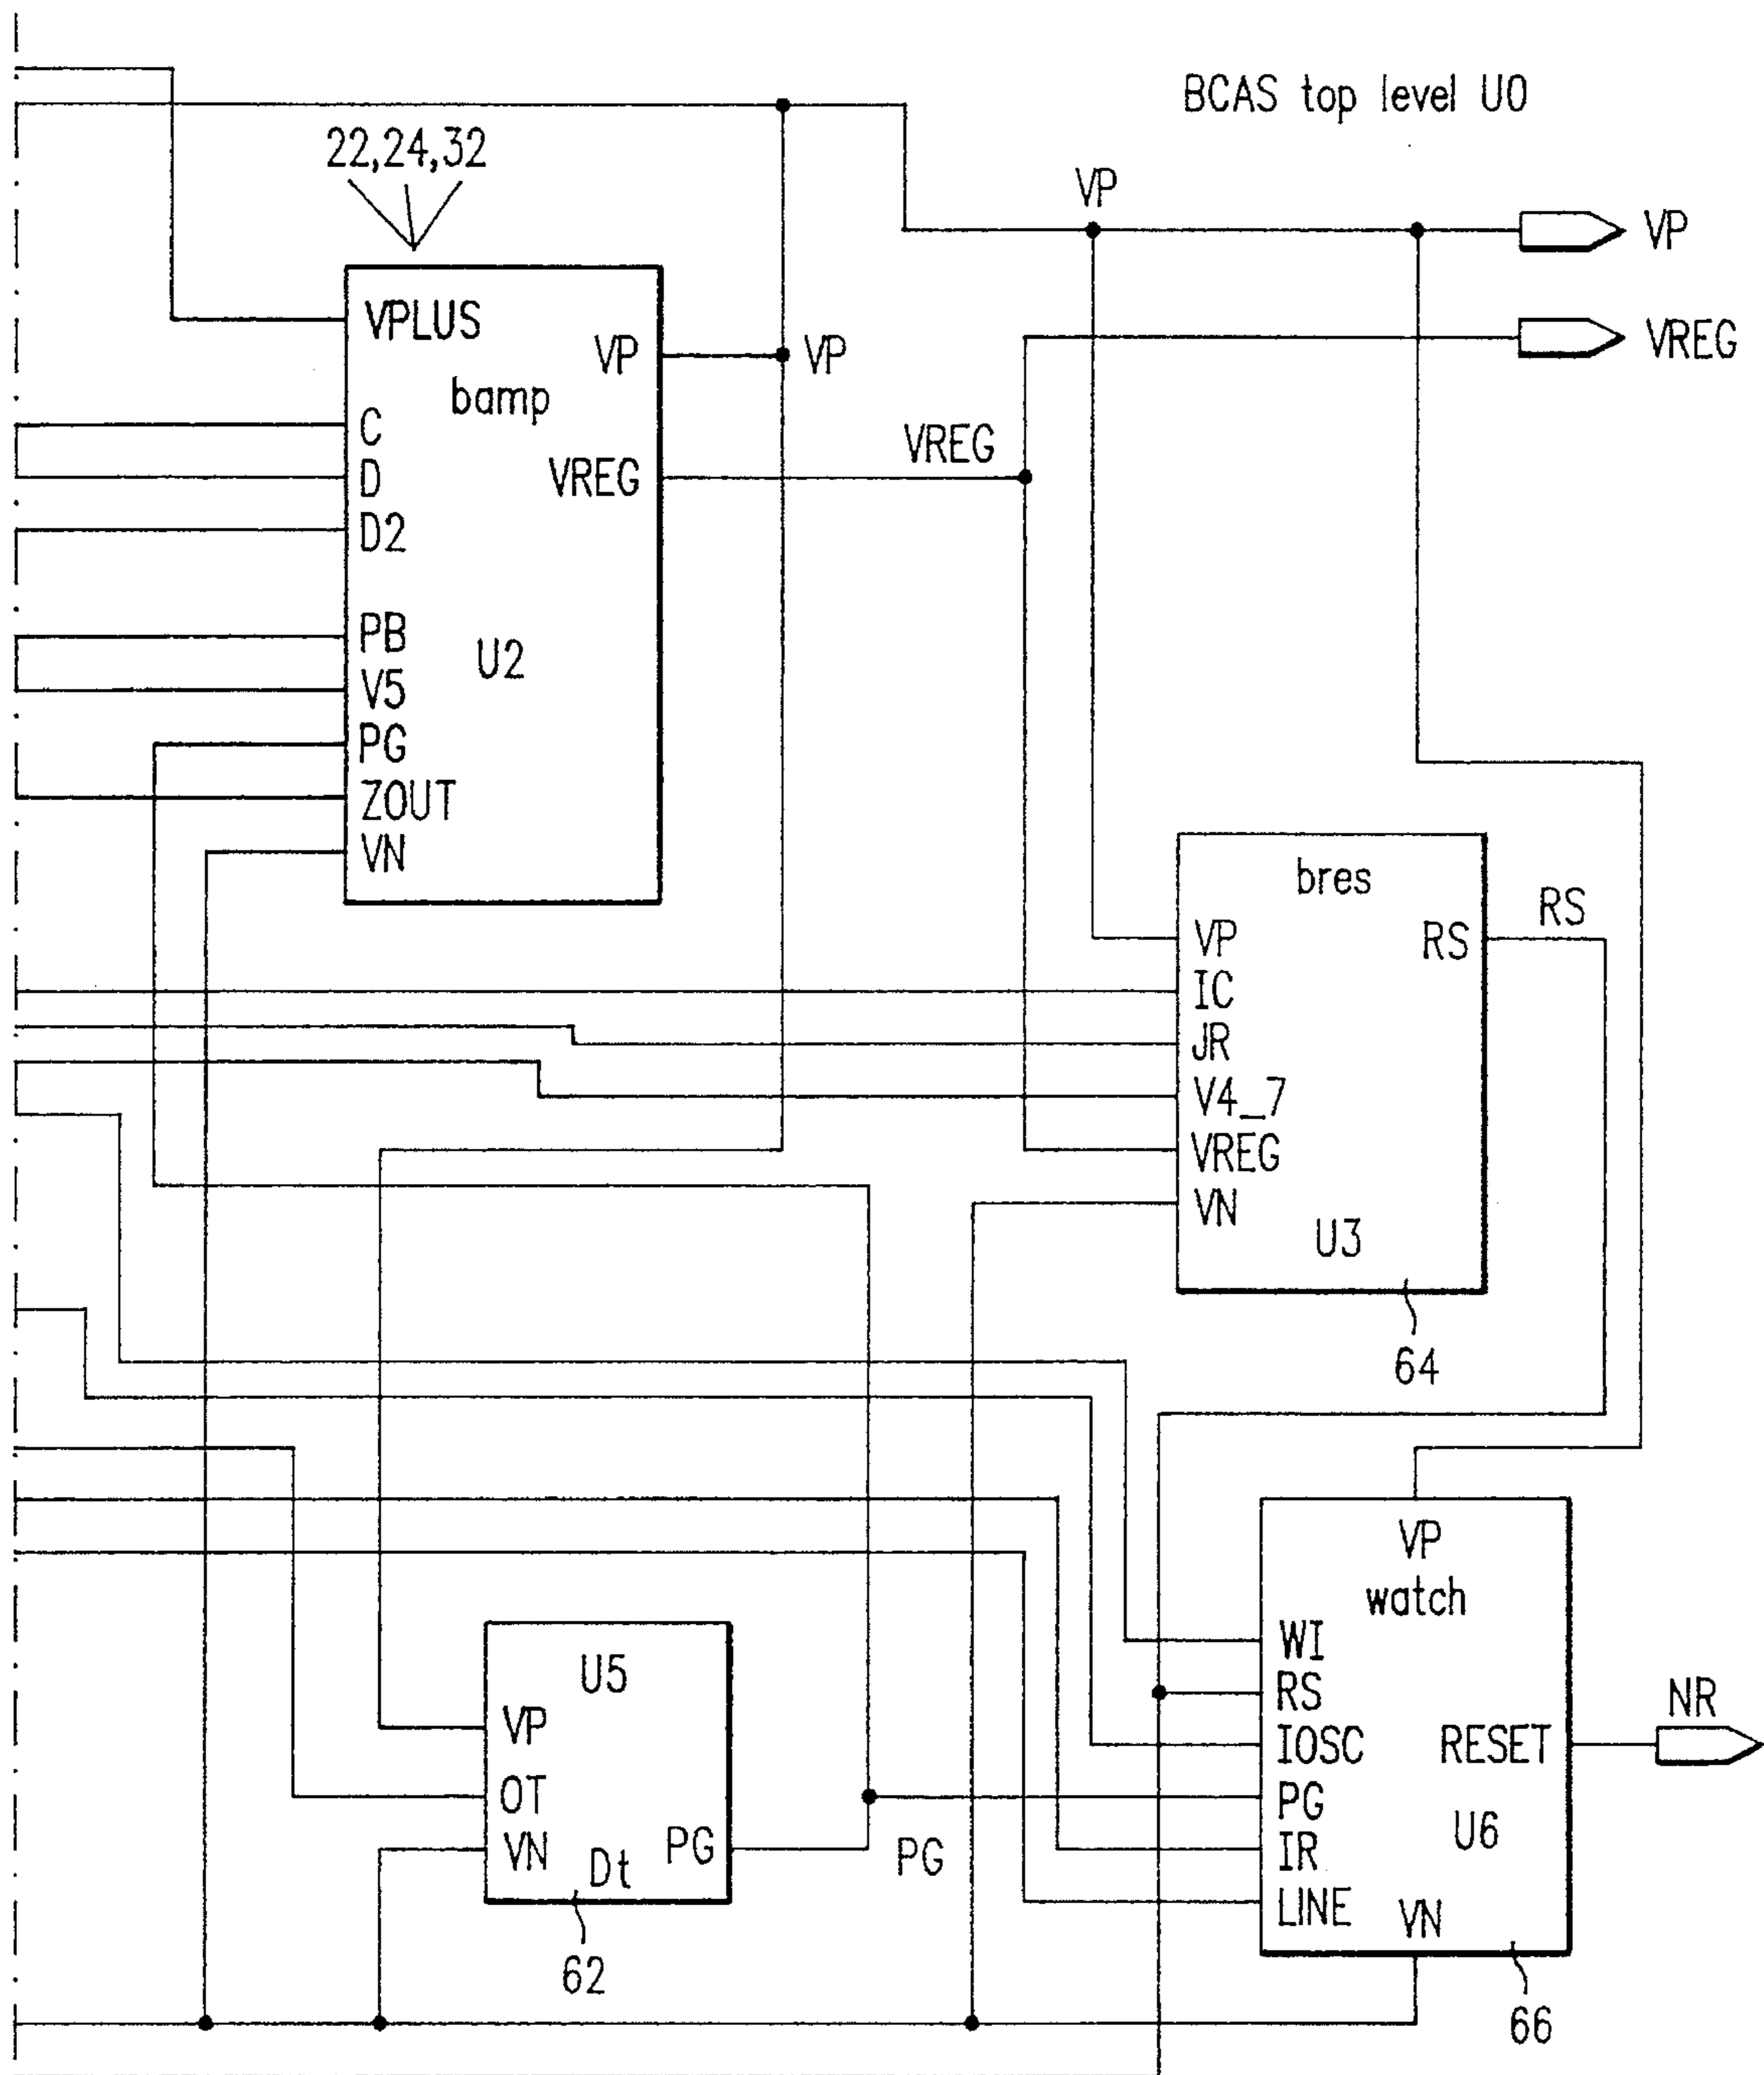 BCAS top level U0
22,24,32
VP
VP
VREG
VPLUS
VP
VP
bamp
C
D
D2
PB
V5
PG
ZOUT
VN
VREG
U2
VREG
bres
VP
IC
JR
V4_7
VREG
VN
RS
RS
U3
64
U5
VP
OT
VN
Dt
PG
PG
62
VP
watch
WI
RS
IOSC
PG
IR
LINE
RESET
U6
VN
NR
66